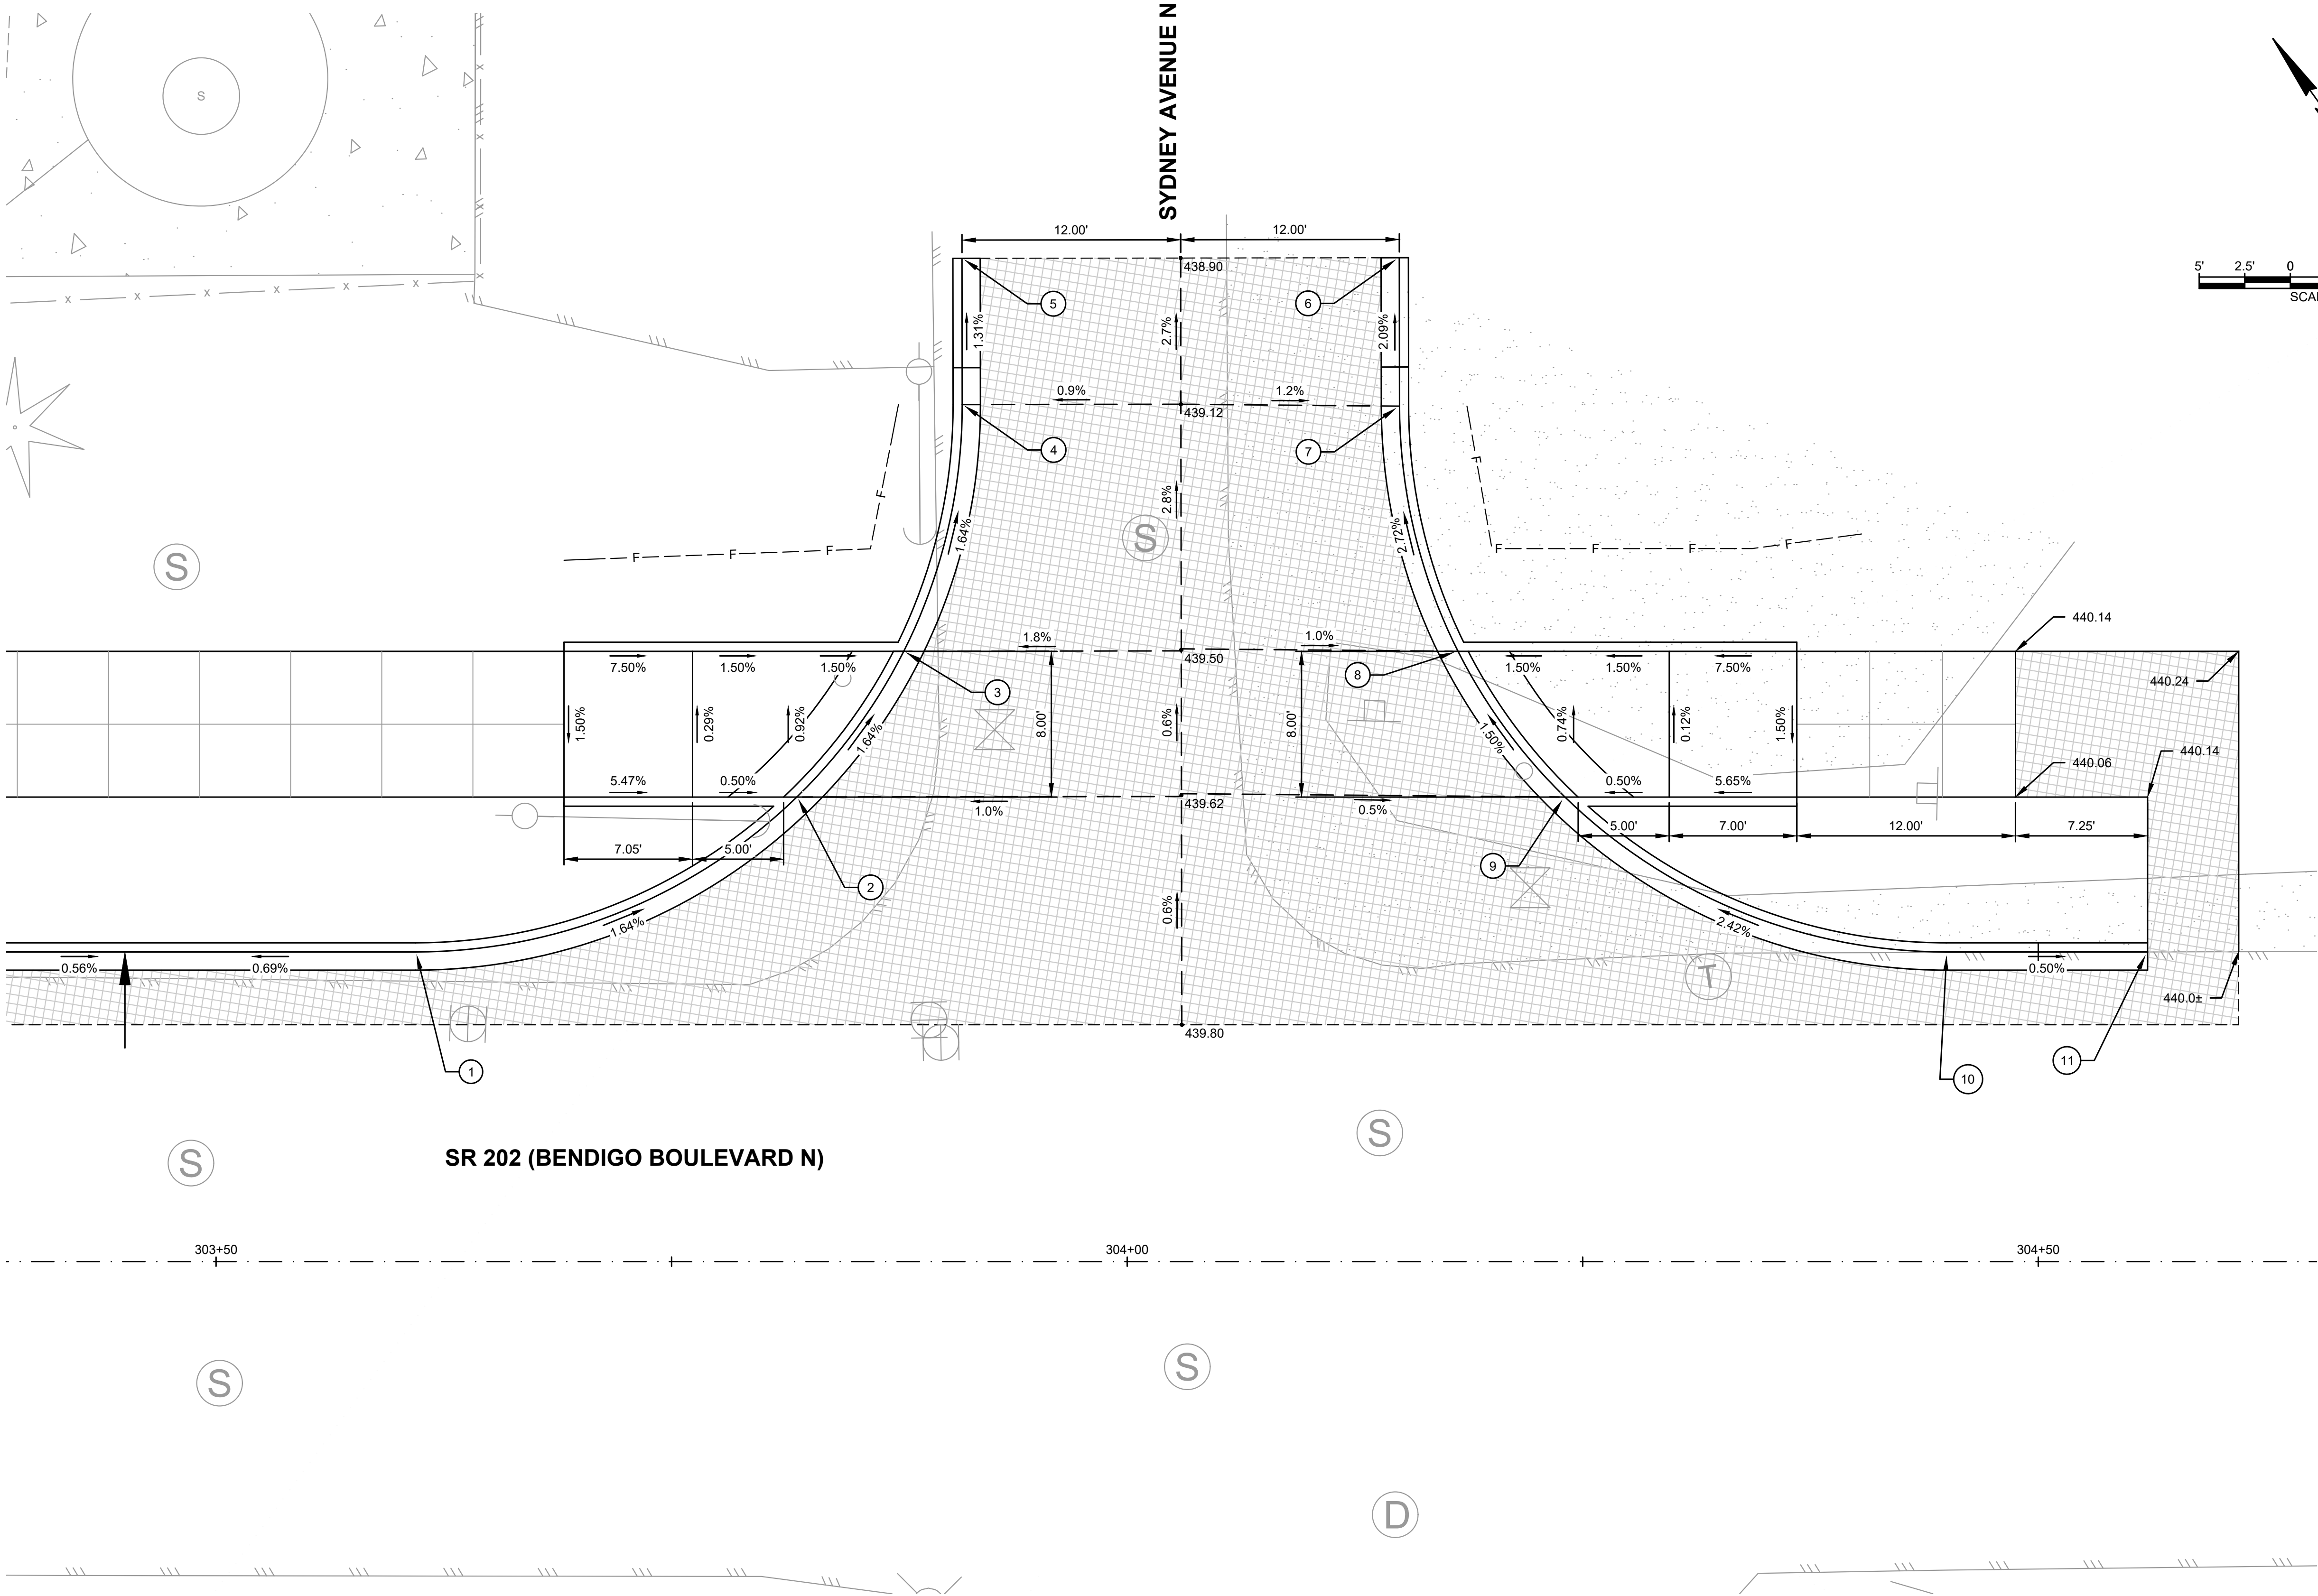 SYDNEY AVENUE N
S
5' 2.5' 0
SCAL
12.00' 12.00'
438.90
5 6
1.31% 2.7% 2.09%
x x x x x x x x x x
0.9% 1.2%
439.12
4 7
F F
2.8%
1.64% 2.72%
S S
F F F F F F F
440.14
1.8% 1.0%
439.50
7.50% 1.50% 1.50% 1.50% 1.50% 7.50%
8 440.24
3
1.50% 0.29% 0.92% 1.64% 8.00' 0.6% 8.00' 1.50% 0.74% 0.12% 1.50%
440.14
440.06
5.47% 0.50% 0.50% 5.65%
439.62
1.0% 0.5%
5.00' 7.00' 12.00' 7.25'
7.05' 5.00'
9
2
0.6%
1.64% 2.42%
0.56% 0.69% 0.50%
T
440.0±
439.80
1 11
10
S
SR 202 (BENDIGO BOULEVARD N)
S
303+50 304+00 304+50
S
S
D